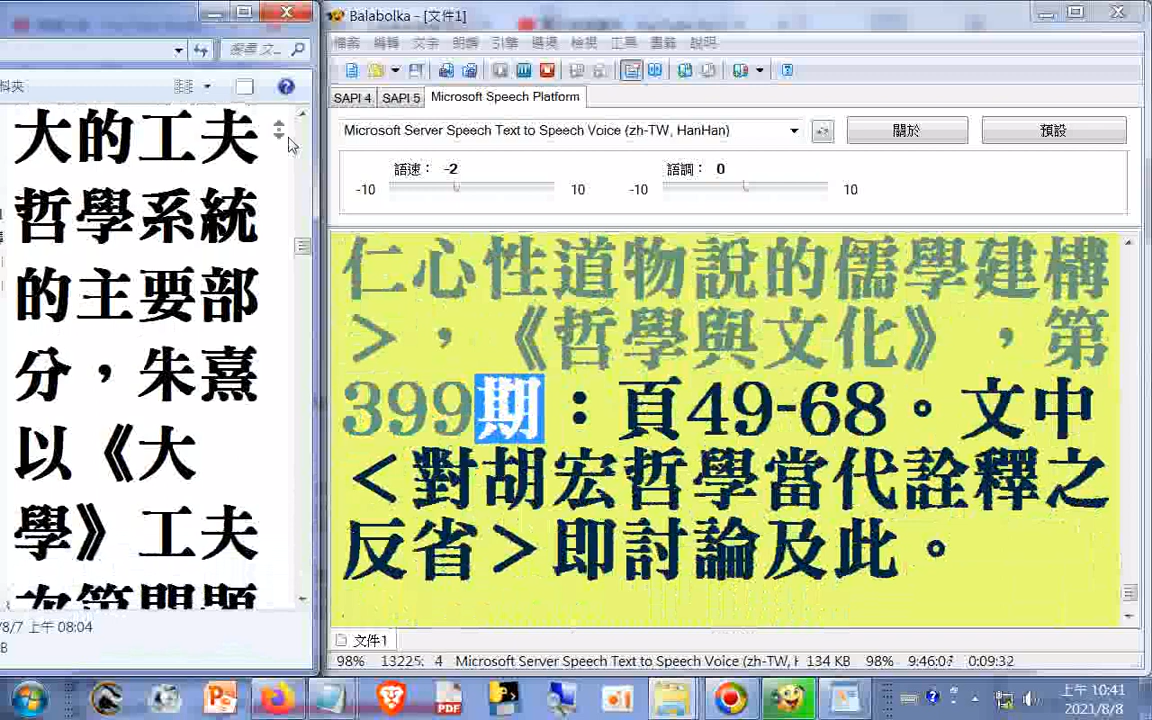 Balabolka - [文件1]
搜尋 文...
檔案 編輯 文字 朗讀 引擎 選項 檢視 工具 書籤 說明
SAPI 4 SAPI 5 Microsoft Speech Platform
Microsoft Server Speech Text to Speech Voice (zh-TW, HanHan)
關於
預設
語速： -2
語調： 0
-10 10 -10 10
大的工夫
哲學系統
的主要部
分，朱熹
以《大
學》工夫
次第問題
/8/7 上午 08:04
仁心性道物說的儒學建構
＞，《哲學與文化》，第
399期：頁49-68。文中
＜對胡宏哲學當代詮釋之
反省＞即討論及此。
文件1
98% 13225: 4 Microsoft Server Speech Text to Speech Voice (zh-TW, H 134 KB 98% 9:46:07 0:09:32
上午 10:41
2021/8/8